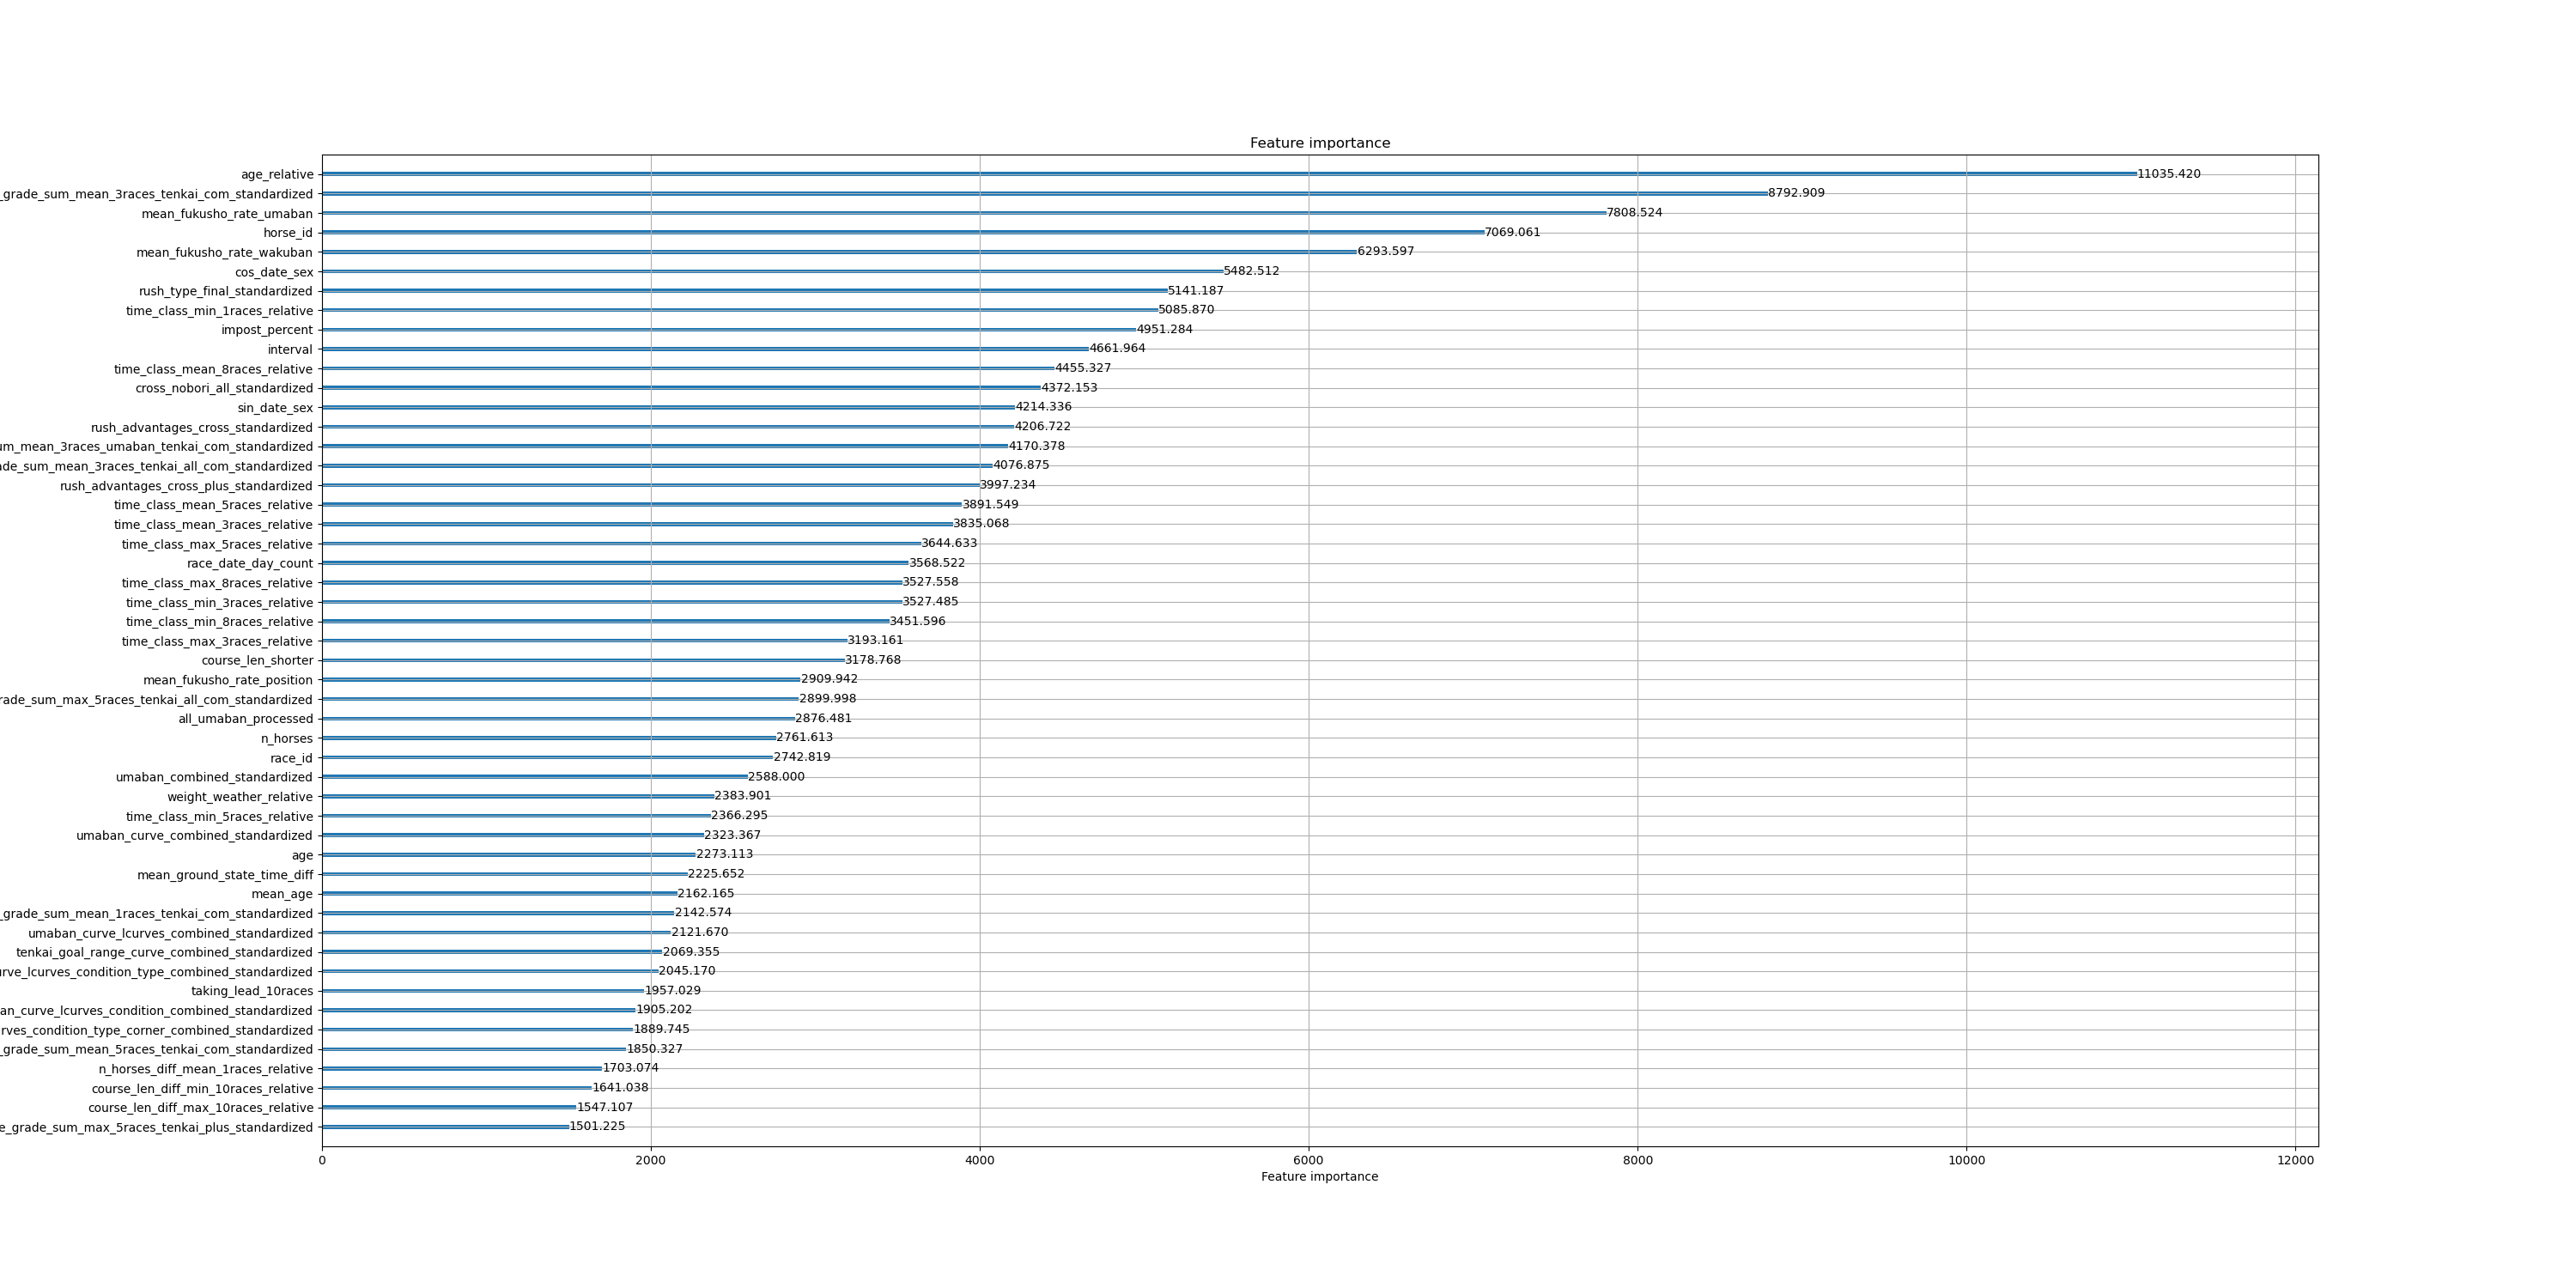 Feature importance
age_relative 11035.420
_grade_sum_mean_3races_tenkai_com_standardized 8792.909
mean_fukusho_rate_umaban 7808.524
horse_id 7069.061
mean_fukusho_rate_wakuban 6293.597
cos_date_sex 5482.512
rush_type_final_standardized 5141.187
time_class_min_1races_relative 5085.870
impost_percent 4951.284
interval 4661.964
time_class_mean_8races_relative 4455.327
cross_nobori_all_standardized 4372.153
sin_date_sex 4214.336
rush_advantages_cross_standardized 4206.722
um_mean_3races_umaban_tenkai_com_standardized 4170.378
ade_sum_mean_3races_tenkai_all_com_standardized 4076.875
rush_advantages_cross_plus_standardized 3997.234
time_class_mean_5races_relative 3891.549
time_class_mean_3races_relative 3835.068
time_class_max_5races_relative 3644.633
race_date_day_count 3568.522
time_class_max_8races_relative 3527.558
time_class_min_3races_relative 3527.485
time_class_min_8races_relative 3451.596
time_class_max_3races_relative 3193.161
course_len_shorter 3178.768
mean_fukusho_rate_position 2909.942
rade_sum_max_5races_tenkai_all_com_standardized 2899.998
all_umaban_processed 2876.481
n_horses 2761.613
race_id 2742.819
umaban_combined_standardized 2588.000
weight_weather_relative 2383.901
time_class_min_5races_relative 2366.295
umaban_curve_combined_standardized 2323.367
age 2273.113
mean_ground_state_time_diff 2225.652
mean_age 2162.165
_grade_sum_mean_1races_tenkai_com_standardized 2142.574
umaban_curve_lcurves_combined_standardized 2121.670
tenkai_goal_range_curve_combined_standardized 2069.355
urve_lcurves_condition_type_combined_standardized 2045.170
taking_lead_10races 1957.029
an_curve_lcurves_condition_combined_standardized 1905.202
rves_condition_type_corner_combined_standardized 1889.745
_grade_sum_mean_5races_tenkai_com_standardized 1850.327
n_horses_diff_mean_1races_relative 1703.074
course_len_diff_min_10races_relative 1641.038
course_len_diff_max_10races_relative 1547.107
e_grade_sum_max_5races_tenkai_plus_standardized 1501.225
0 2000 4000 6000 8000 10000 12000
Feature importance